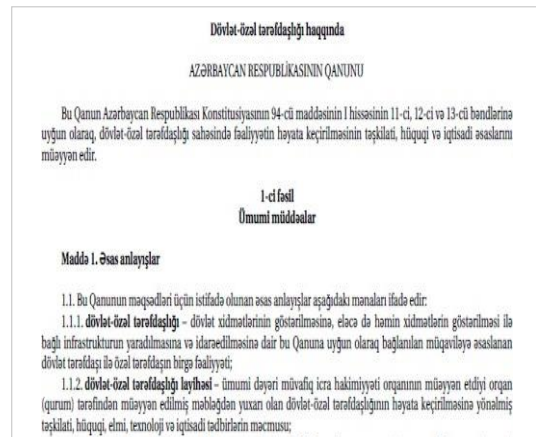 Dövlət-özəl tərəfdaşlığı haqqında
AZƏRBAYCAN RESPUBLİKASININ QANUNU
Bu Qanun Azərbaycan Respublikası Konstitusiyasının 94-cü maddəsinin I hissəsinin 11-ci, 12-ci və 13-cü bəndlərinə
uyğun olaraq, dövlət-özəl tərəfdaşlığı sahəsində fəaliyyətin həyata keçirilməsinin təşkilati, hüquqi və iqtisadi əsaslarını
müəyyən edir.
1-ci fəsil
Ümumi müddəalar
Maddə 1. Əsas anlayışlar
1.1. Bu Qanunun məqsədləri üçün istifadə olunan əsas anlayışlar aşağıdakı mənaları ifadə edir:
1.1.1. dövlət-özəl tərəfdaşlığı – dövlət xidmətlərinin göstərilməsinə, eləcə də həmin xidmətlərin göstərilməsi ilə
bağlı infrastrukturun yaradılmasına və idarəedilməsinə dair bu Qanuna uyğun olaraq bağlanılan müqaviləyə əsaslanan
dövlət tərəfdaşı ilə özəl tərəfdaşın birgə fəaliyyəti;
1.1.2. dövlət-özəl tərəfdaşlığı layihəsi – ümumi dəyəri müvafiq icra hakimiyyəti orqanının müəyyən etdiyi orqan
(qurum) tərəfindən müəyyən edilmiş məbləğdən yuxarı olan dövlət-özəl tərəfdaşlığının həyata keçirilməsinə yönəlmiş
təşkilati, hüquqi, elmi, texnoloji və iqtisadi tədbirlərin məcmusu;